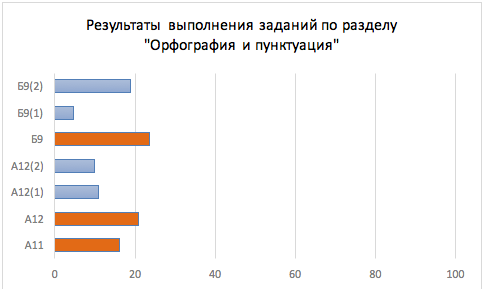 Результаты выполнения заданий по разделу
"Орфография и пунктуация"
Б9(2)
Б9(1)
Б9
А12(2)
А12(1)
А12
А11
0 20 40 60 80 100